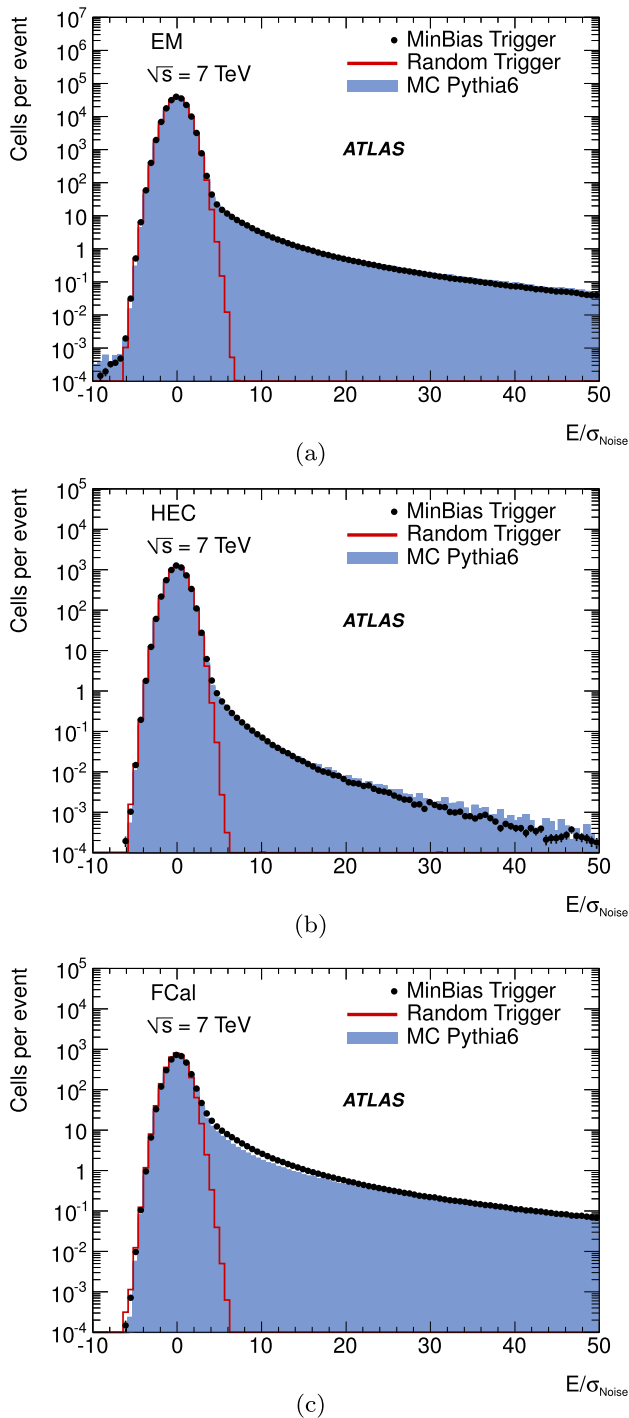 Cells per event
10^7
10^6
10^5
10^4
10^3
10^2
10
1
10^-1
10^-2
10^-3
10^-4
EM
√s = 7 TeV
MinBias Trigger
Random Trigger
MC Pythia6
ATLAS
-10 0 10 20 30 40 50
E/σ_Noise
(a)
Cells per event
10^5
10^4
10^3
10^2
10
1
10^-1
10^-2
10^-3
10^-4
HEC
√s = 7 TeV
MinBias Trigger
Random Trigger
MC Pythia6
ATLAS
-10 0 10 20 30 40 50
E/σ_Noise
(b)
Cells per event
10^5
10^4
10^3
10^2
10
1
10^-1
10^-2
10^-3
10^-4
FCal
√s = 7 TeV
MinBias Trigger
Random Trigger
MC Pythia6
ATLAS
-10 0 10 20 30 40 50
E/σ_Noise
(c)